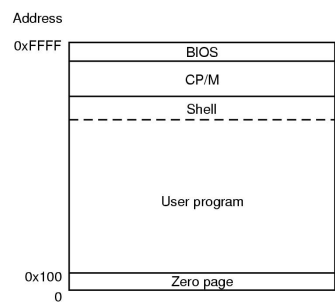 Address
0xFFFF
BIOS
CP/M
Shell
User program
0x100
Zero page
0